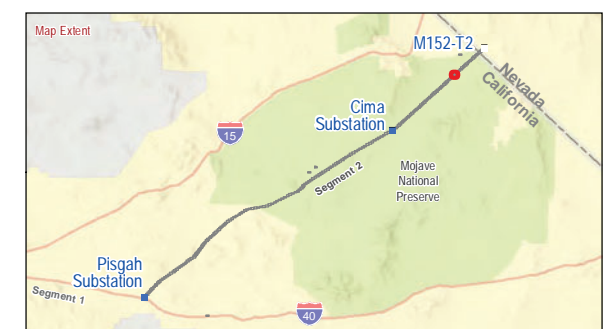 Map Extent
M152-T2
Nevada
California
Cima
Substation
15
Segment 2
Mojave
National
Preserve
Pisgah
Substation
Segment 1
40